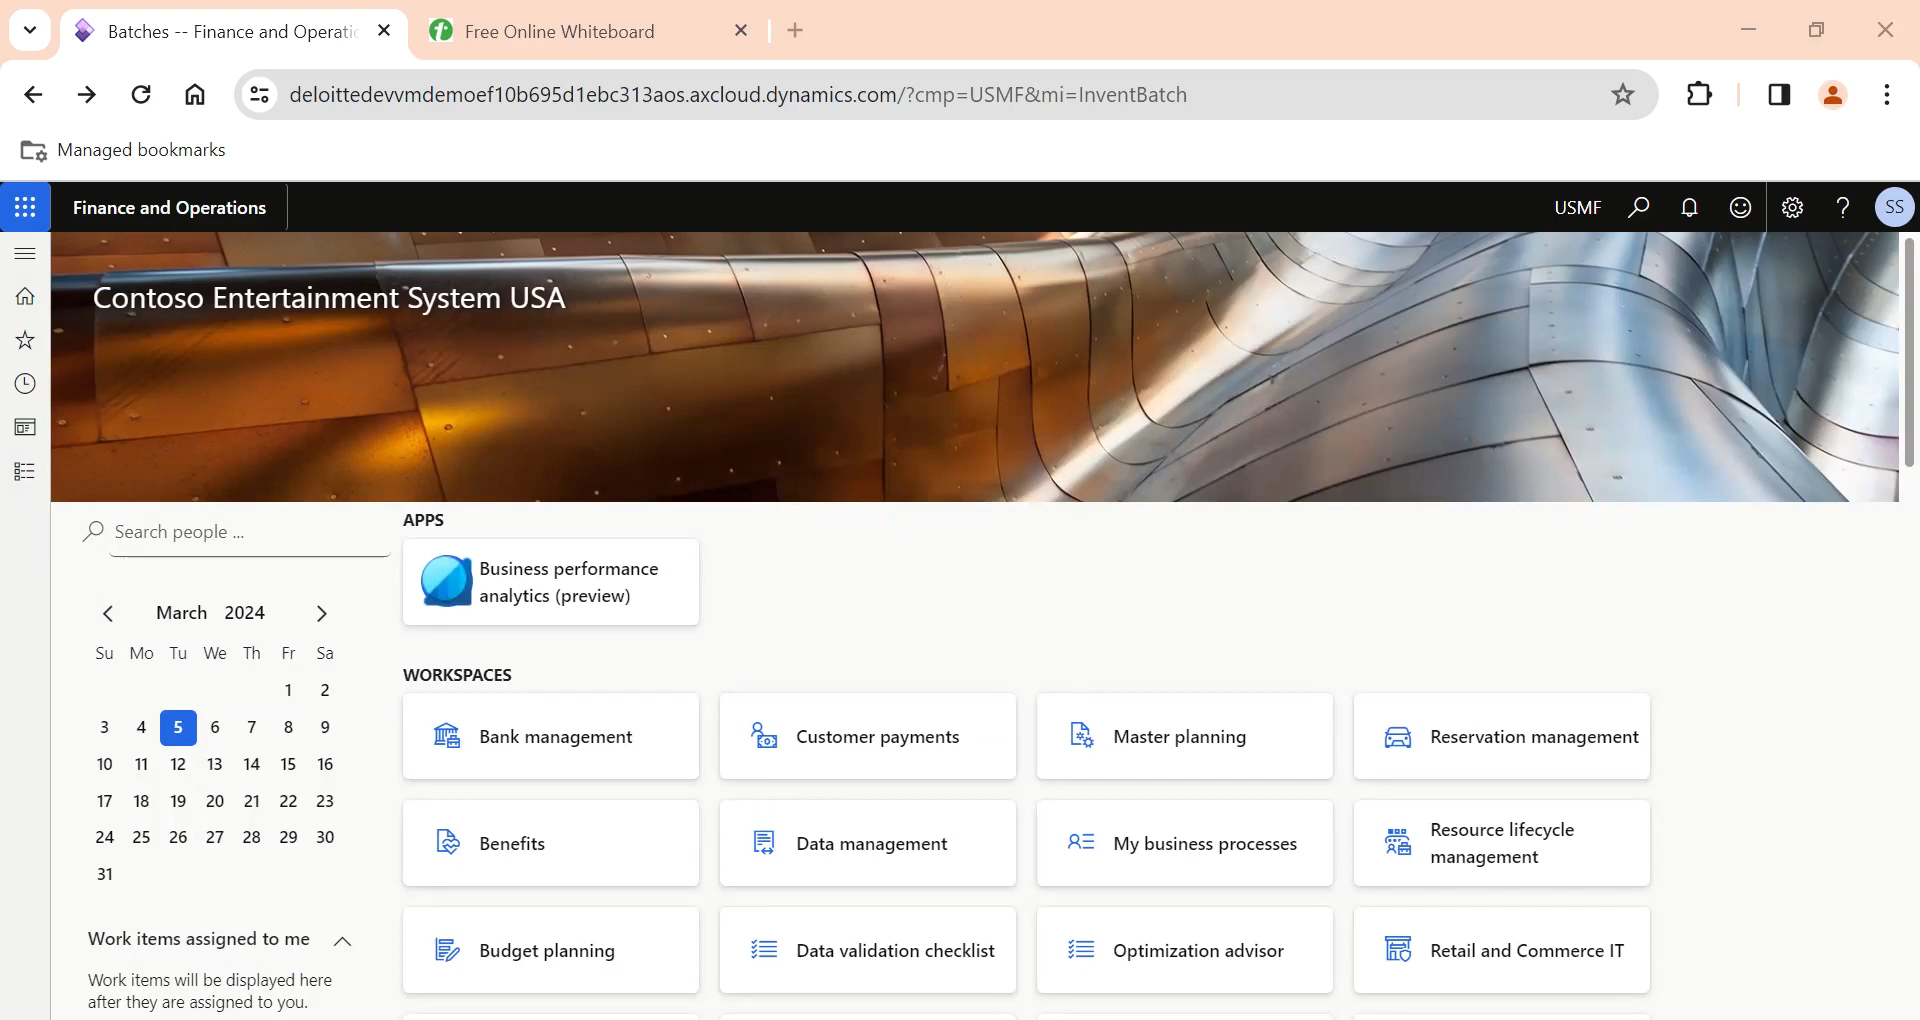 Batches -- Finance and Operatic
Free Online Whiteboard
deloittedevvmdemoef10b695d1ebc313aos.axcloud.dynamics.com/?cmp=USMF&mi=InventBatch
Managed bookmarks
Finance and Operations
USMF
SS
Contoso Entertainment System USA
Search people ...
March 2024
Su Mo Tu We Th Fr Sa
1 2
3 4 5 6 7 8 9
10 11 12 13 14 15 16
17 18 19 20 21 22 23
24 25 26 27 28 29 30
31
Work items assigned to me
Work items will be displayed here
after they are assigned to you.
APPS
Business performance
analytics (preview)
WORKSPACES
Bank management
Customer payments
Master planning
Reservation management
Benefits
Data management
My business processes
Resource lifecycle
management
Budget planning
Data validation checklist
Optimization advisor
Retail and Commerce IT